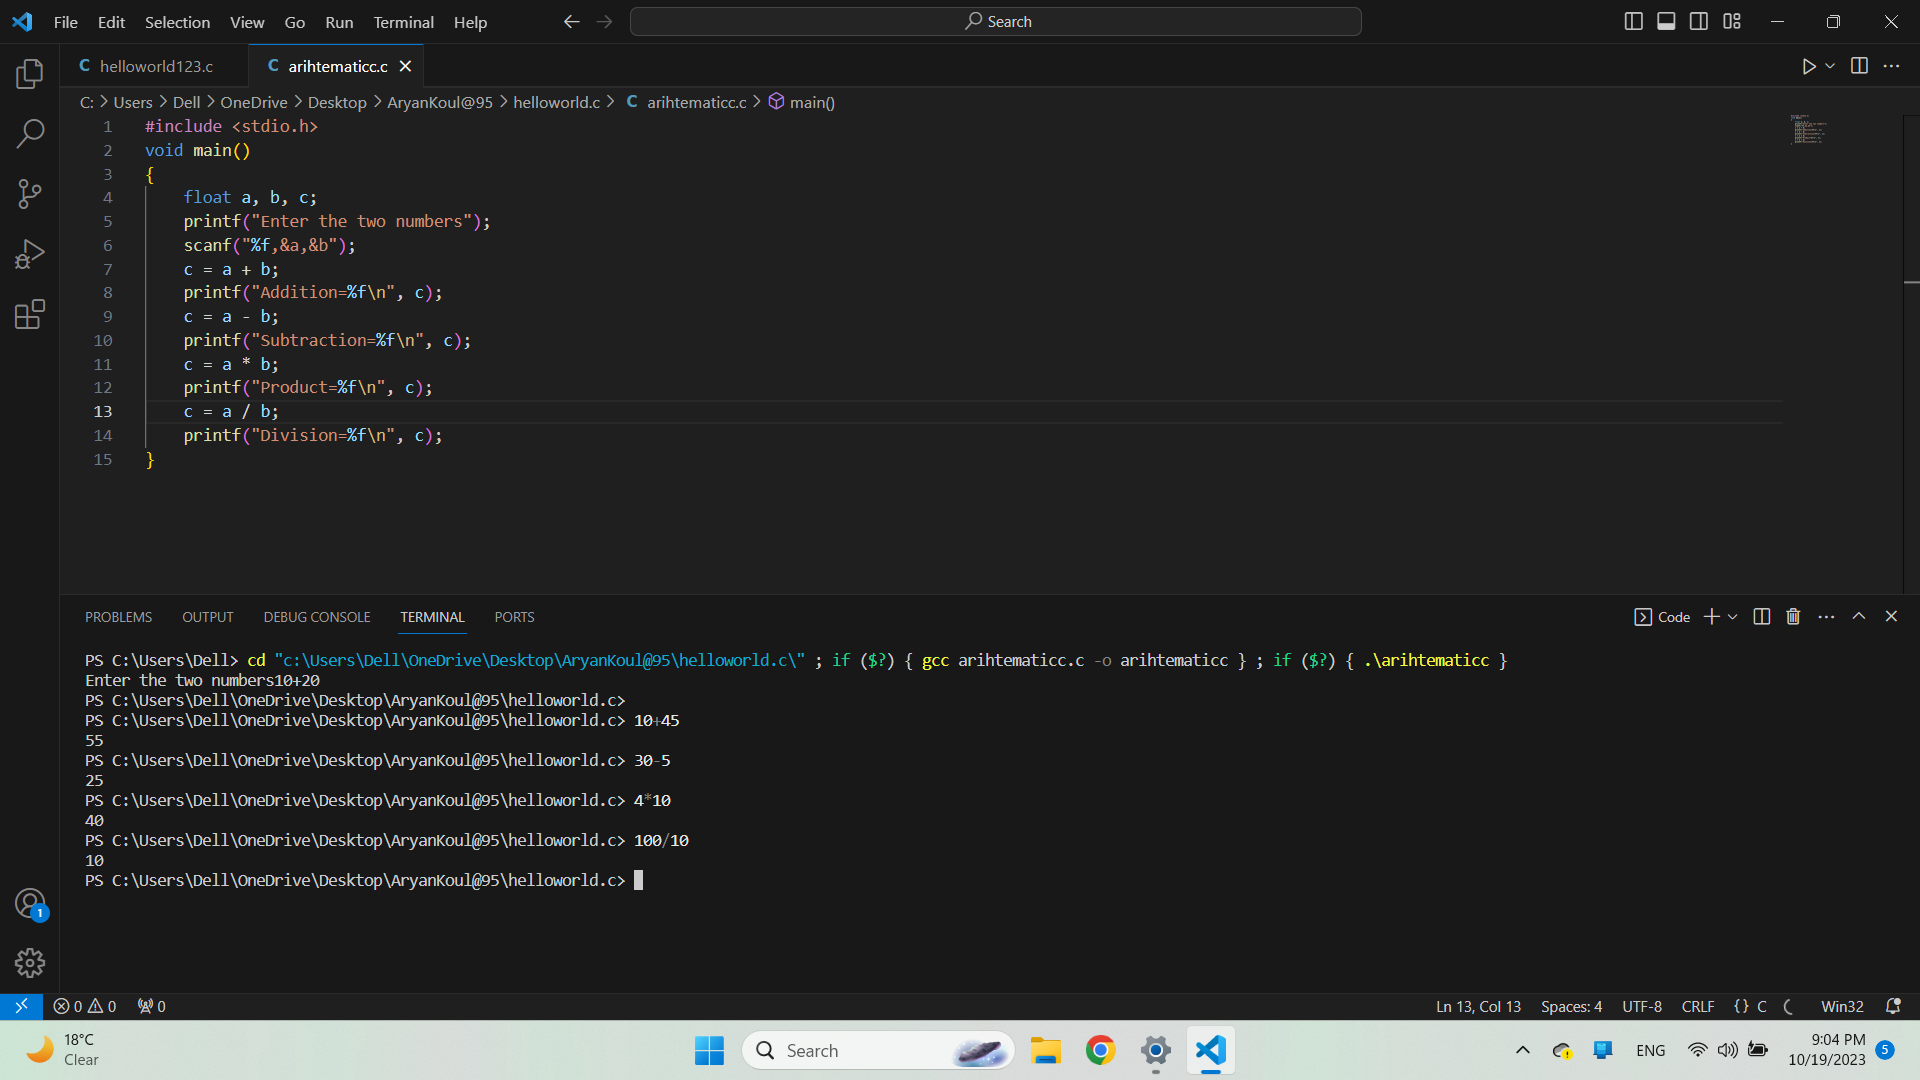 File Edit Selection View Go Run Terminal Help
Search
C helloworld123.c
C arihtematicc.c
C: > Users > Dell > OneDrive > Desktop > AryanKoul@95 > helloworld.c > C arihtematicc.c > main()
1 #include <stdio.h>
2 void main()
3 {
4     float a, b, c;
5     printf("Enter the two numbers");
6     scanf("%f,&a,&b");
7     c = a + b;
8     printf("Addition=%f\n", c);
9     c = a - b;
10     printf("Subtraction=%f\n", c);
11     c = a * b;
12     printf("Product=%f\n", c);
13     c = a / b;
14     printf("Division=%f\n", c);
15 }
PROBLEMS OUTPUT DEBUG CONSOLE TERMINAL PORTS
Code
PS C:\Users\Dell> cd "c:\Users\Dell\OneDrive\Desktop\AryanKoul@95\helloworld.c\" ; if ($?) { gcc arihtematicc.c -o arihtematicc } ; if ($?) { .\arihtematicc }
Enter the two numbers10+20
PS C:\Users\Dell\OneDrive\Desktop\AryanKoul@95\helloworld.c>
PS C:\Users\Dell\OneDrive\Desktop\AryanKoul@95\helloworld.c> 10+45
55
PS C:\Users\Dell\OneDrive\Desktop\AryanKoul@95\helloworld.c> 30-5
25
PS C:\Users\Dell\OneDrive\Desktop\AryanKoul@95\helloworld.c> 4*10
40
PS C:\Users\Dell\OneDrive\Desktop\AryanKoul@95\helloworld.c> 100/10
10
PS C:\Users\Dell\OneDrive\Desktop\AryanKoul@95\helloworld.c>
1
0 0 0
Ln 13, Col 13 Spaces: 4 UTF-8 CRLF {} C Win32
18°C
Clear
Search
ENG
9:04 PM
10/19/2023
5